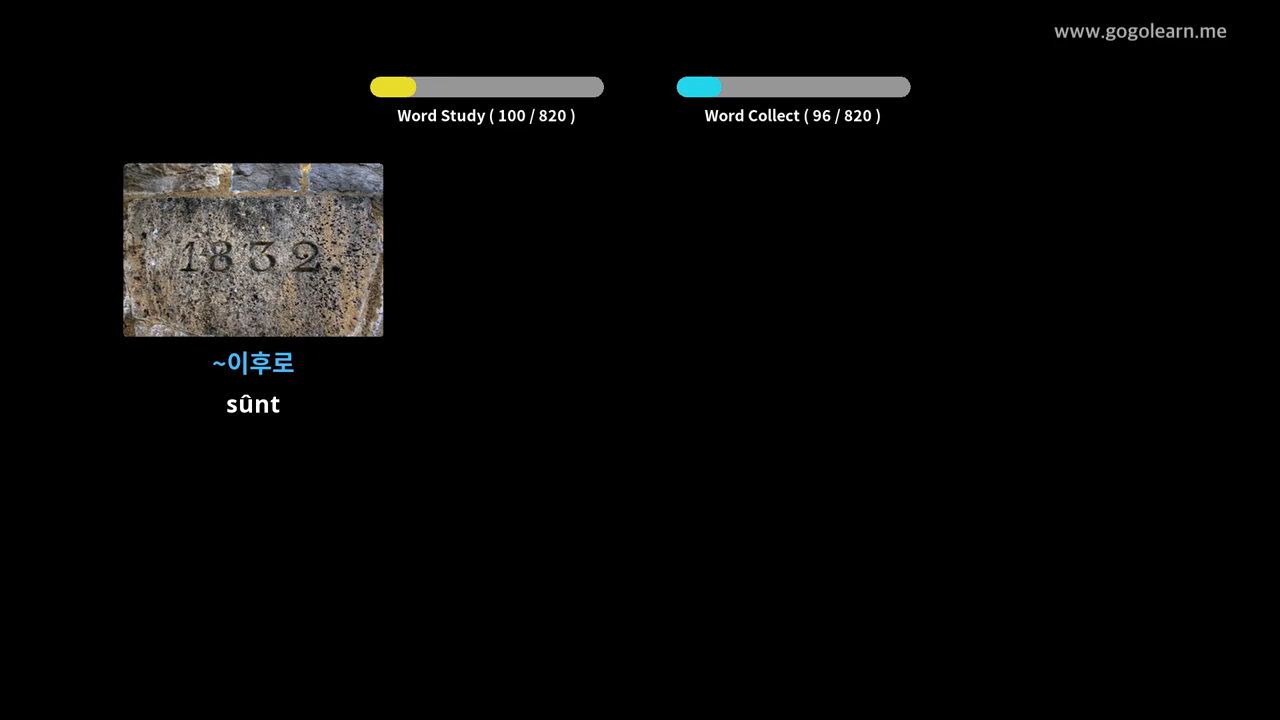 www.gogolearn.me
Word Study ( 100 / 820 )
Word Collect ( 96 / 820 )
1832.
~이후로
sûnt